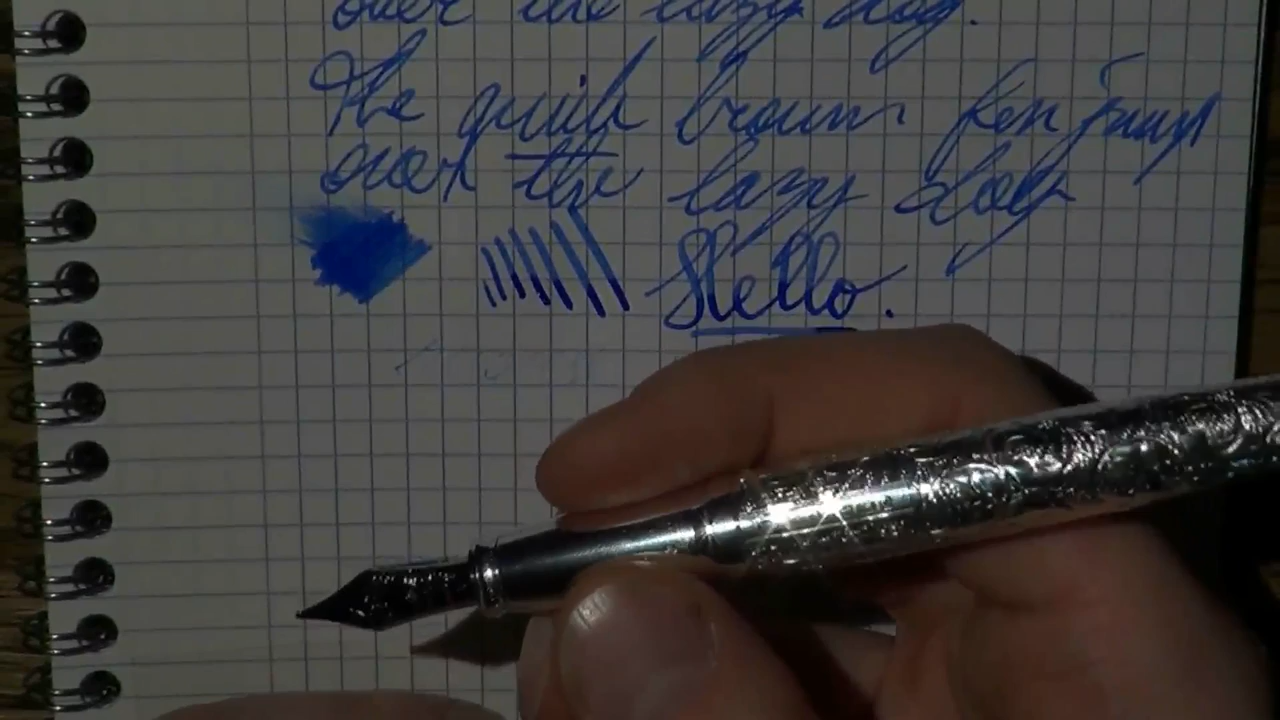 over the lazy dog.
The quick brown fox jumps
over the lazy dog
Hello.